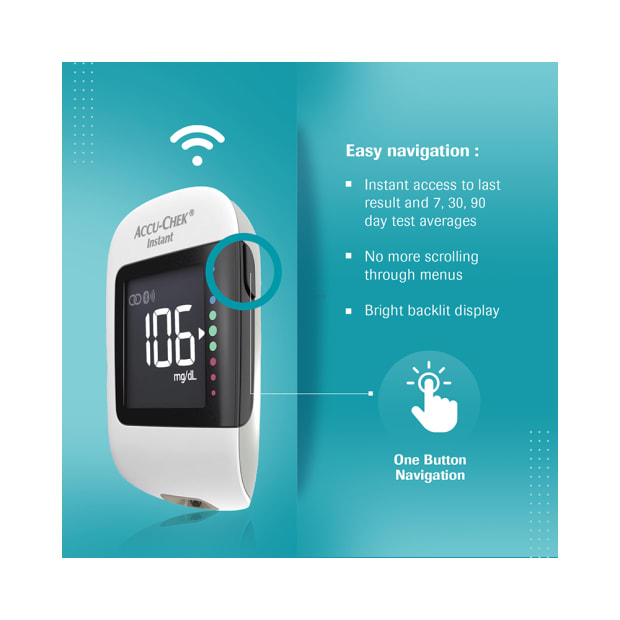 ACCU-CHEK®
Instant
106
mg/dL
Easy navigation :
Instant access to last
result and 7, 30, 90
day test averages
No more scrolling
through menus
Bright backlit display
One Button
Navigation